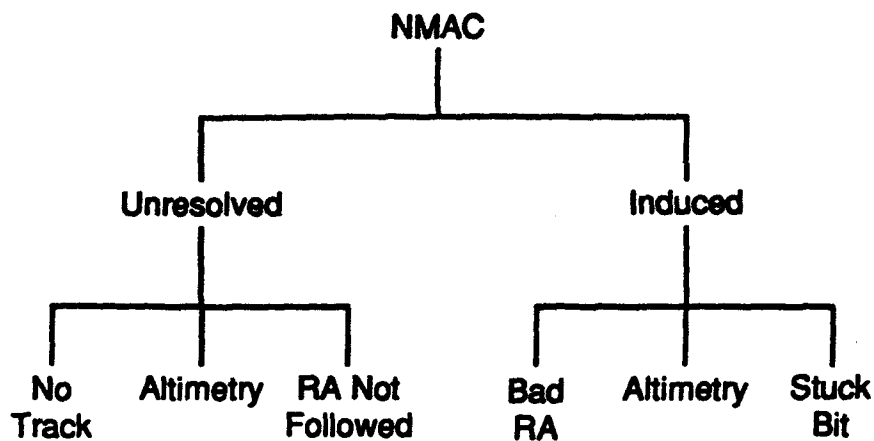 NMAC
Unresolved
Induced
No
Track
Altimetry
RA Not
Followed
Bad
RA
Altimetry
Stuck
Bit